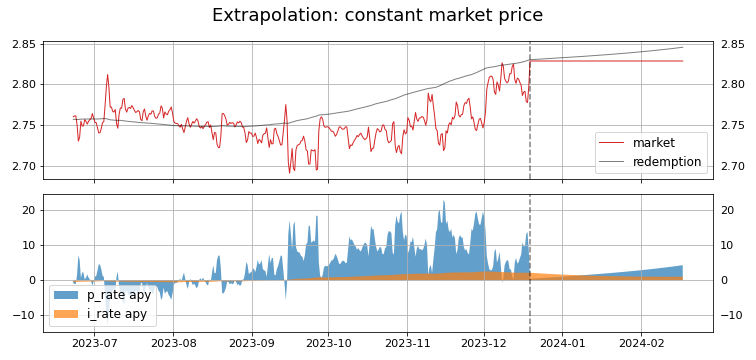 Extrapolation: constant market price
2.85
2.85
2.80
2.80
2.75
2.75
2.70
2.70
market
redemption
20
20
10
10
0
0
−10
−10
p_rate apy
i_rate apy
2023-07 2023-08 2023-09 2023-10 2023-11 2023-12 2024-01 2024-02